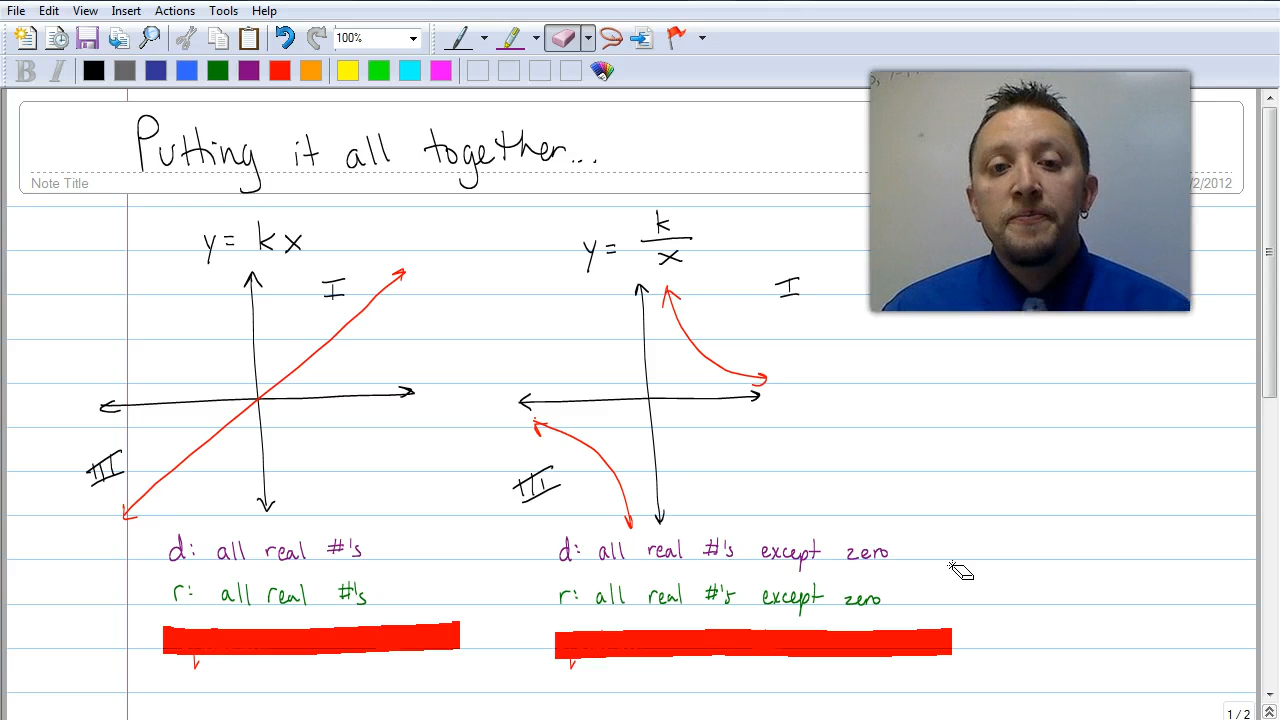 File Edit View Insert Actions Tools Help
100%
B I
Putting it all together...
Note Title
/2/2012
y = kx
y = k/x
I
I
III
III
d: all real #'s
d: all real #'s except zero
r: all real #'s
r: all real #'s except zero
1 / 2